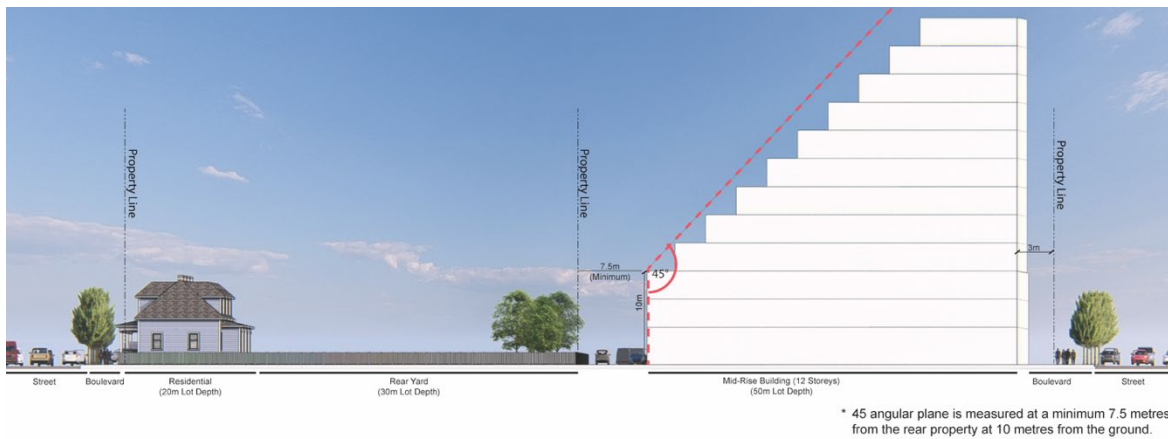 Property Line
Property Line
Property Line
7.5m
(Minimum)
45°
10m
3m
Street
Boulevard
Residential
(20m Lot Depth)
Rear Yard
(30m Lot Depth)
Mid-Rise Building (12 Storeys)
(50m Lot Depth)
Boulevard
Street
* 45 angular plane is measured at a minimum 7.5 metres
from the rear property at 10 metres from the ground.